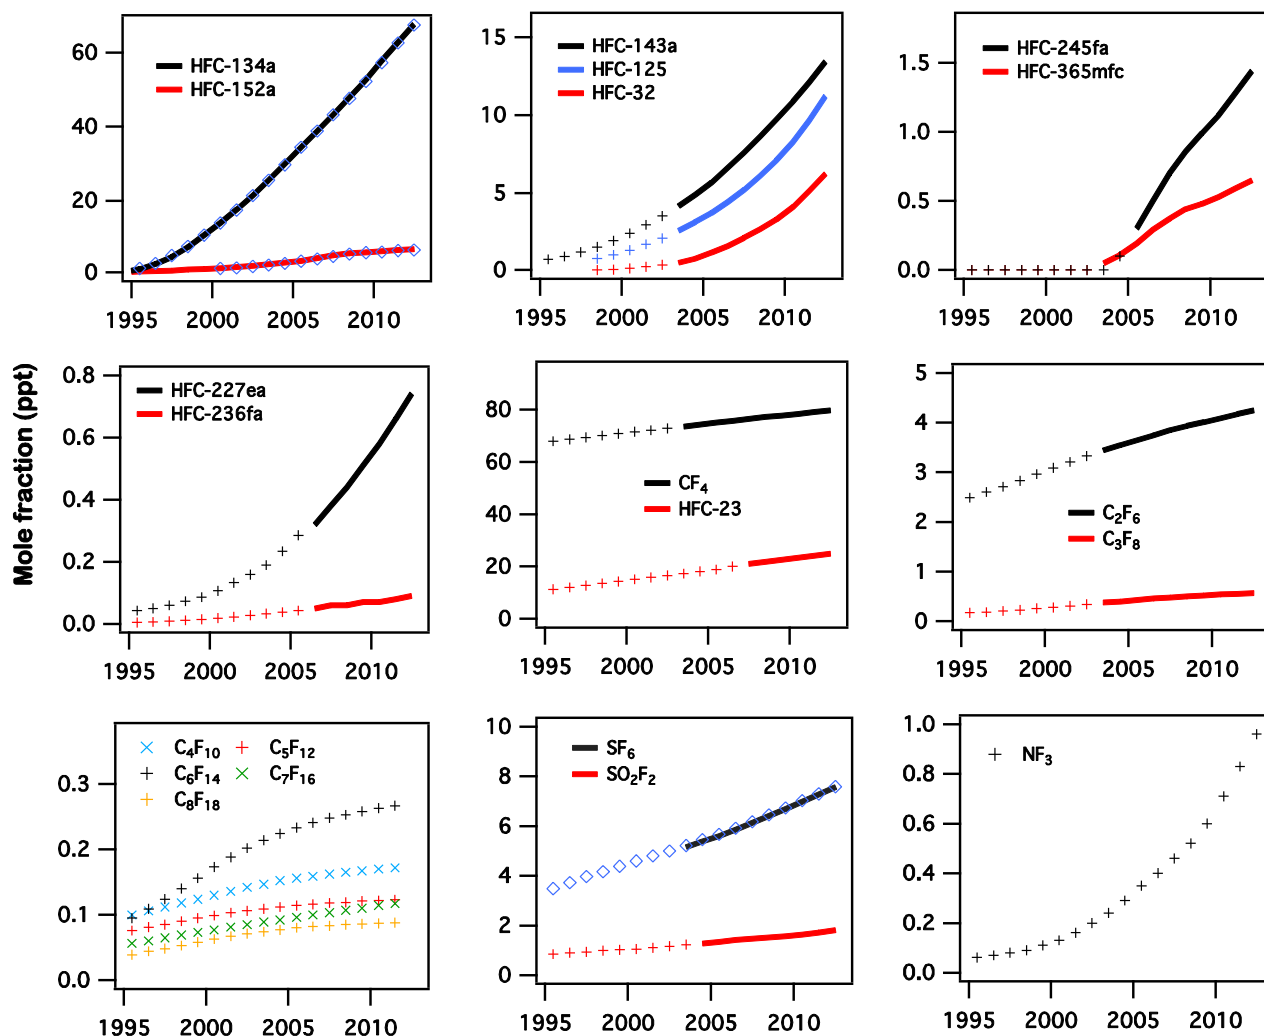 Mole fraction (ppt)
60
40
20
0
HFC-134a
HFC-152a
1995 2000 2005 2010
15
10
5
0
HFC-143a
HFC-125
HFC-32
1995 2000 2005 2010
1.5
1.0
0.5
0.0
HFC-245fa
HFC-365mfc
1995 2000 2005 2010
0.8
0.6
0.4
0.2
0.0
HFC-227ea
HFC-236fa
1995 2000 2005 2010
80
60
40
20
0
CF₄
HFC-23
1995 2000 2005 2010
5
4
3
2
1
0
C₂F₆
C₃F₈
1995 2000 2005 2010
0.3
0.2
0.1
0.0
C₄F₁₀ C₅F₁₂
C₆F₁₄ C₇F₁₆
C₈F₁₈
1995 2000 2005 2010
10
8
6
4
2
0
SF₆
SO₂F₂
1995 2000 2005 2010
1.0
0.8
0.6
0.4
0.2
0.0
NF₃
1995 2000 2005 2010